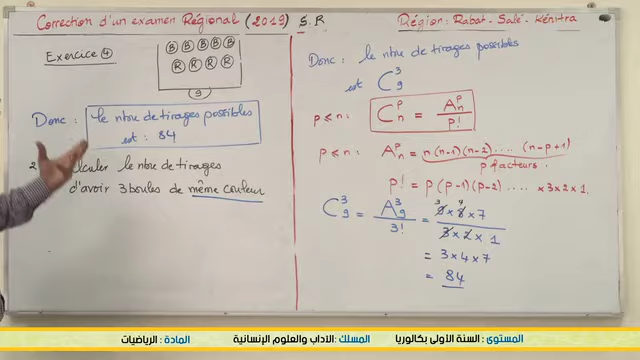 Correction d'un examen Régional (2019) S.R
Région: Rabat-Salé-Kénitra
Exercice 4
B B B B B
R R R R
9
Donc : le nbre de tirages possibles
est : 84
2 calculer le nbre de tirages
d'avoir 3 boules de même couleur
Donc : le nbre de tirages possibles
est C₉³
p ≤ n : Cₙᵖ = Aₙᵖ / p!
p ≤ n : Aₙᵖ = n(n-1)(n-2).... (n-p+1)
p facteurs.
p! = p(p-1)(p-2) .... × 3 × 2 × 1.
C₉³ = A₉³ / 3! = 9 × 8 × 7 / 3 × 2 × 1
3 4
= 3 × 4 × 7
= 84
المستوى : السنة الأولى بكالوريا المسلك: الآداب والعلوم الإنسانية المادة : الرياضيات